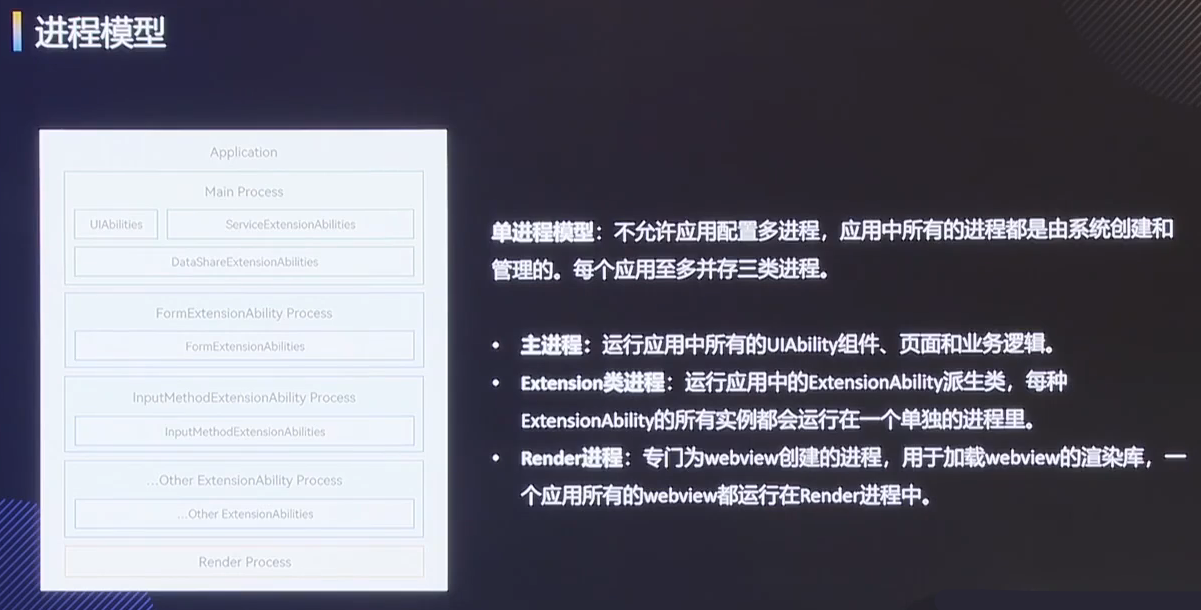 进程模型
Application
Main Process
UIAbilities
ServiceExtensionAbilities
DataShareExtensionAbilities
FormExtensionAbility Process
FormExtensionAbilities
InputMethodExtensionAbility Process
InputMethodExtensionAbilities
...Other ExtensionAbility Process
...Other ExtensionAbilities
Render Process
单进程模型：不允许应用配置多进程，应用中所有的进程都是由系统创建和
管理的。每个应用至多并存三类进程。
• 主进程：运行应用中所有的UIAbility组件、页面和业务逻辑。
• Extension类进程：运行应用中的ExtensionAbility派生类，每种
ExtensionAbility的所有实例都会运行在一个单独的进程里。
• Render进程：专门为webview创建的进程，用于加载webview的渲染库，一
个应用所有的webview都运行在Render进程中。